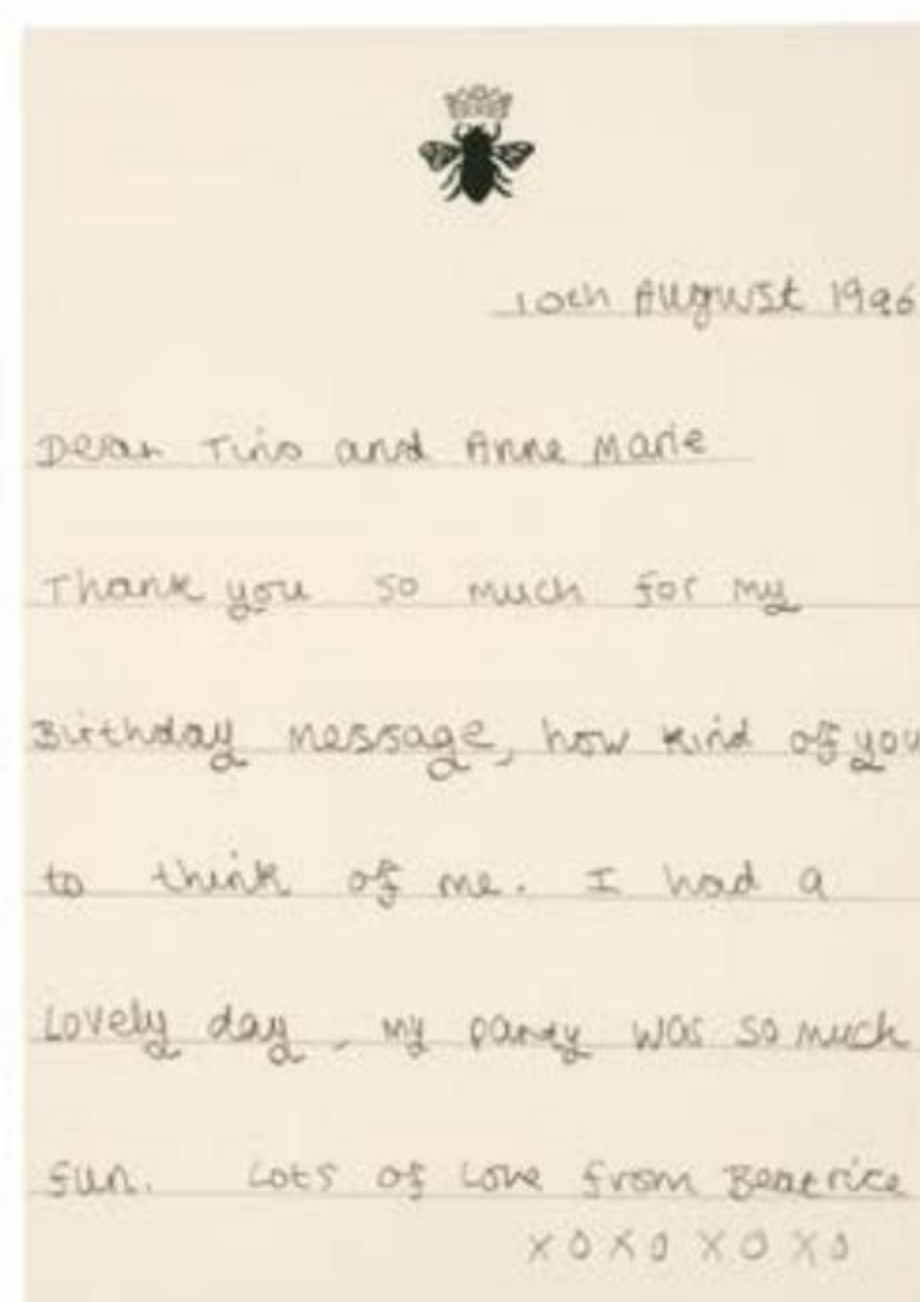 10th August 1996
Dear Tino and Anne Marie
Thank you so much for my
Birthday message, how kind of you
to think of me. I had a
Lovely day, my party was so much
fun. Lots of Love from Beatrice
XOXO XOXO